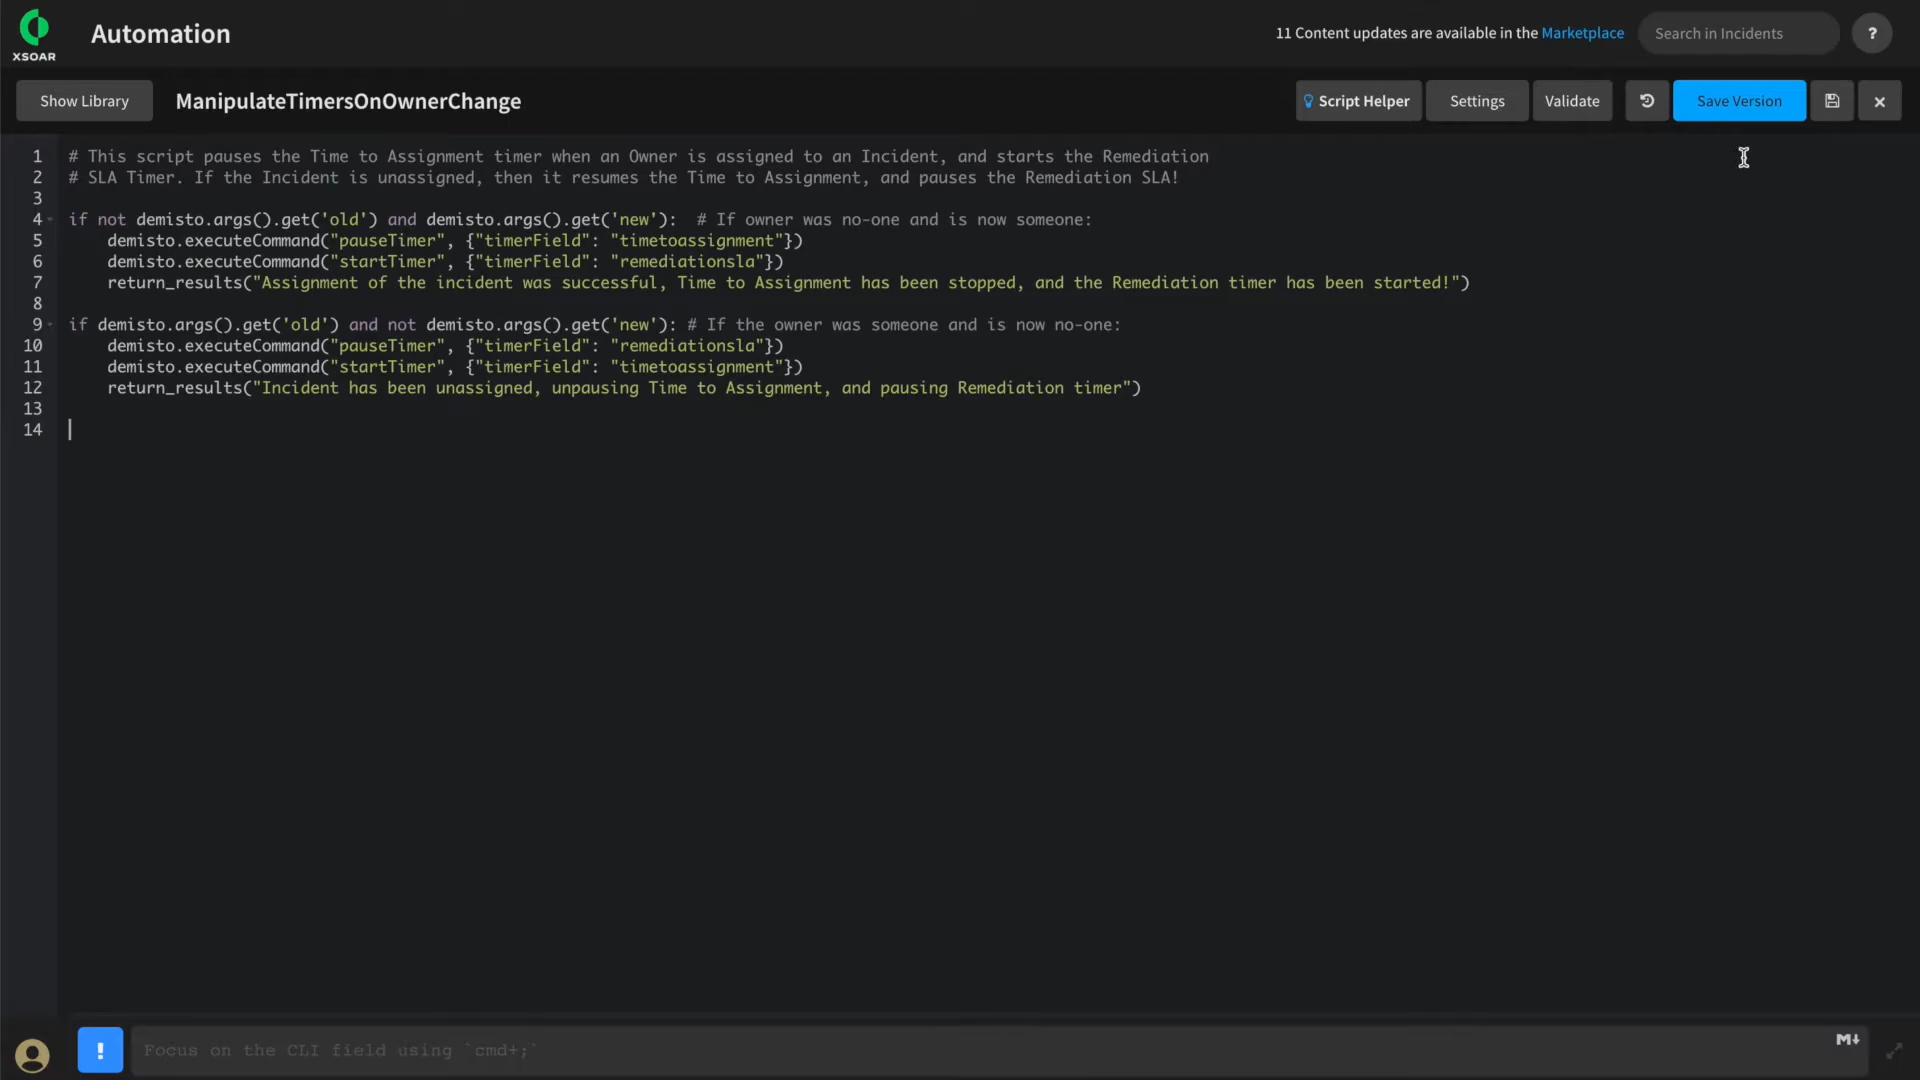 XSOAR
Automation
11 Content updates are available in the Marketplace
Search in Incidents
?
Show Library
ManipulateTimersOnOwnerChange
Script Helper
Settings
Validate
Save Version
1 # This script pauses the Time to Assignment timer when an Owner is assigned to an Incident, and starts the Remediation
2 # SLA Timer. If the Incident is unassigned, then it resumes the Time to Assignment, and pauses the Remediation SLA!
3
4 if not demisto.args().get('old') and demisto.args().get('new'):  # If owner was no-one and is now someone:
5     demisto.executeCommand("pauseTimer", {"timerField": "timetoassignment"})
6     demisto.executeCommand("startTimer", {"timerField": "remediationsla"})
7     return_results("Assignment of the incident was successful, Time to Assignment has been stopped, and the Remediation timer has been started!")
8
9 if demisto.args().get('old') and not demisto.args().get('new'): # If the owner was someone and is now no-one:
10     demisto.executeCommand("pauseTimer", {"timerField": "remediationsla"})
11     demisto.executeCommand("startTimer", {"timerField": "timetoassignment"})
12     return_results("Incident has been unassigned, unpausing Time to Assignment, and pausing Remediation timer")
13
14
!
Focus on the CLI field using `cmd+;`
M↓